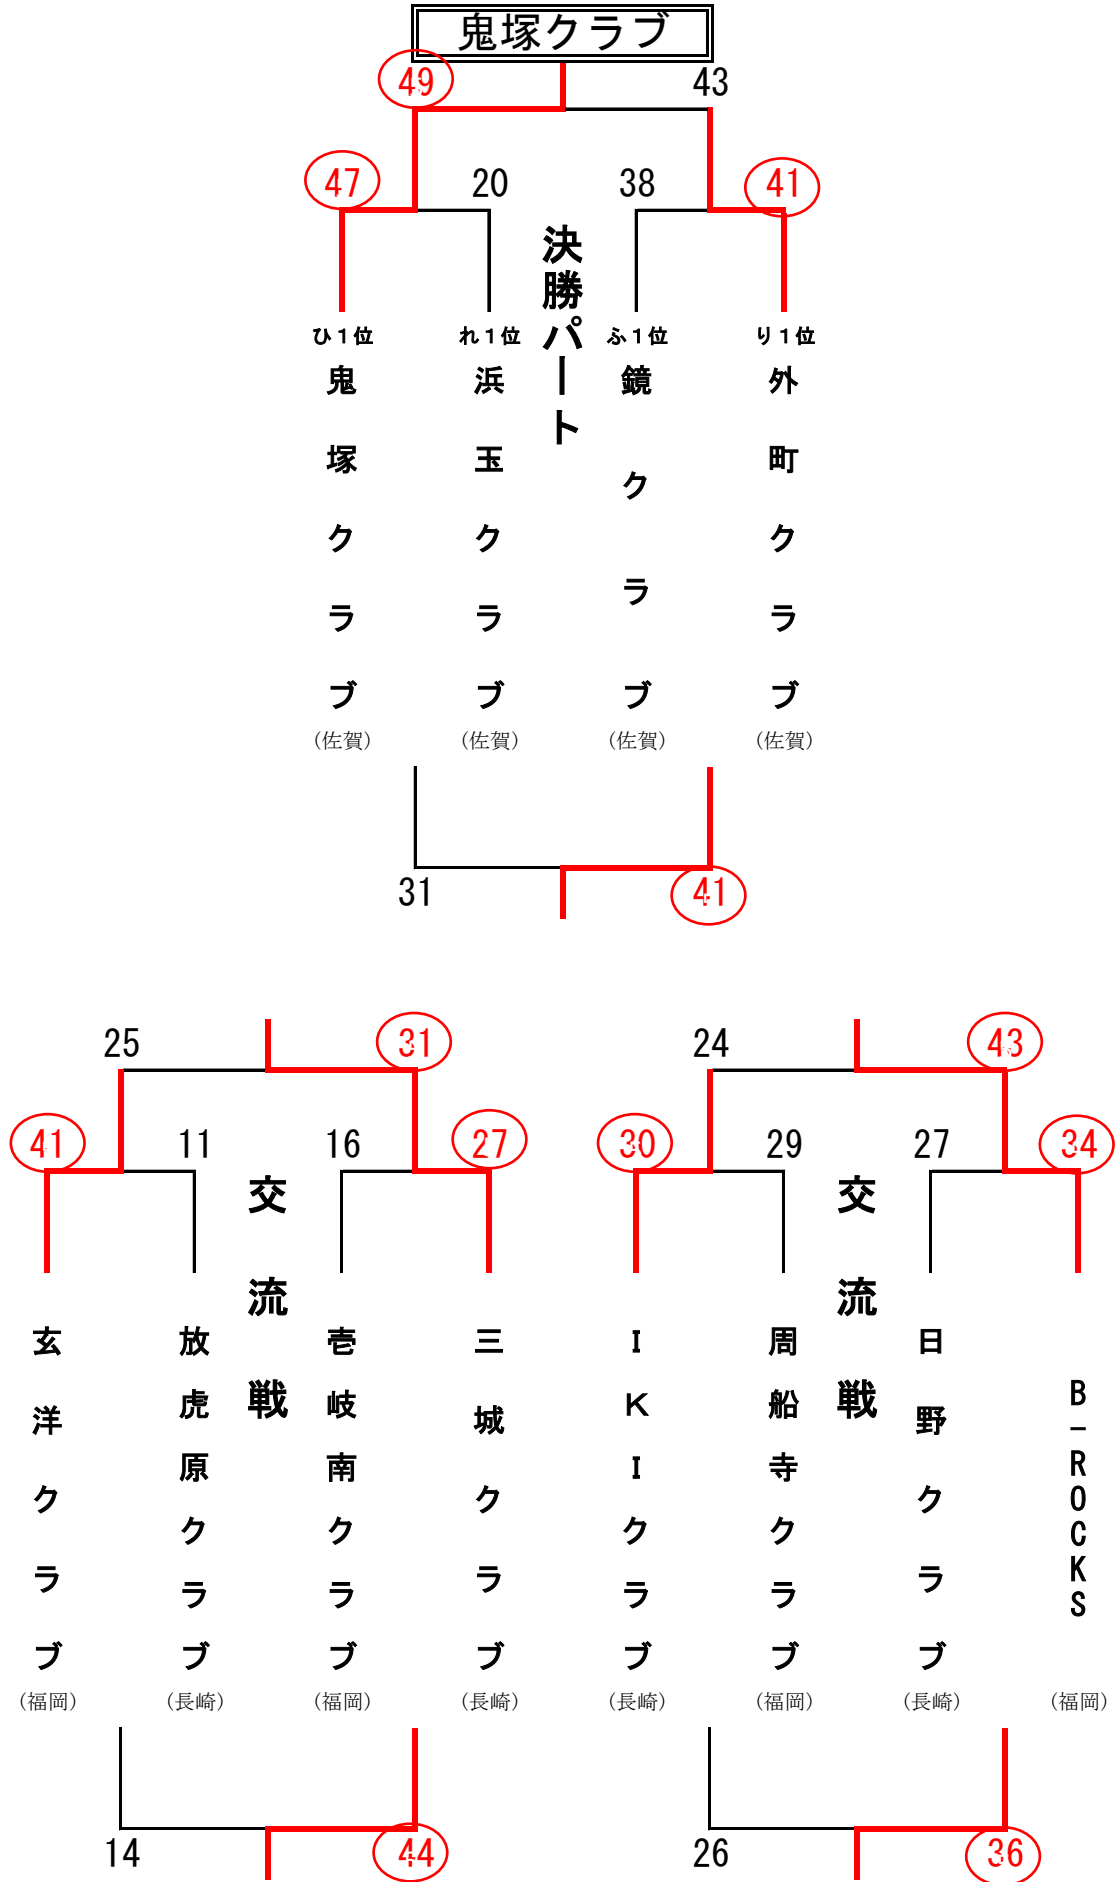 鬼塚クラブ
49 43
47 20 38 41
決勝パート
ひ1位 れ1位 ふ1位 り1位
鬼塚クラブ
浜玉クラブ
鏡クラブ
外町クラブ
(佐賀) (佐賀) (佐賀) (佐賀)
31 41
25 31 24 43
41 11 16 27 30 29 27 34
交流戦
交流戦
玄洋クラブ
放虎原クラブ
壱岐南クラブ
三城クラブ
IKIクラブ
周船寺クラブ
日野クラブ
B-ROCKS
(福岡) (長崎) (福岡) (長崎) (長崎) (福岡) (長崎) (福岡)
14 44 26 36